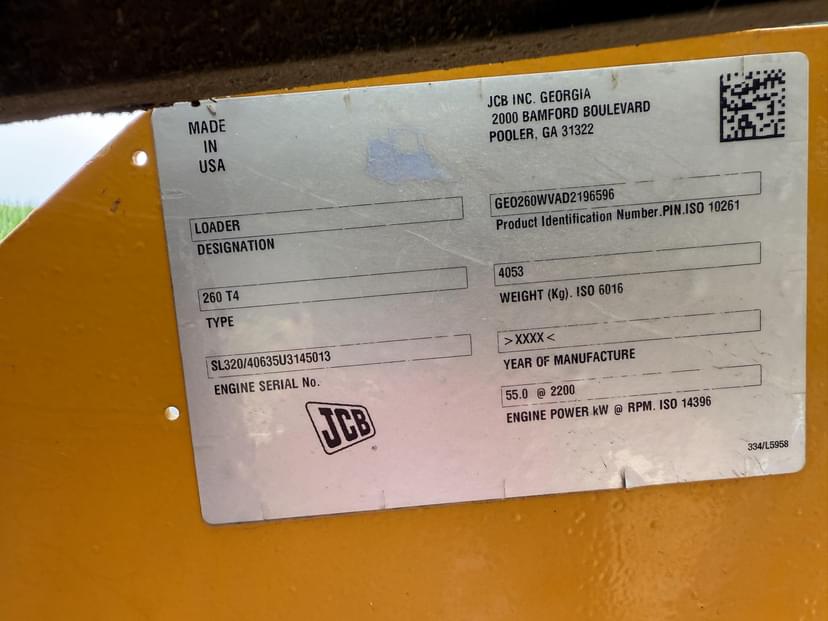 MADE
IN
USA
JCB INC. GEORGIA
2000 BAMFORD BOULEVARD
POOLER, GA 31322
LOADER
DESIGNATION
GEO260WVAD2196596
Product Identification Number.PIN.ISO 10261
260 T4
TYPE
4053
WEIGHT (Kg). ISO 6016
SL320/40635U3145013
ENGINE SERIAL No.
>XXXX<
YEAR OF MANUFACTURE
55.0 @ 2200
ENGINE POWER kW @ RPM. ISO 14396
JCB
334/L5958